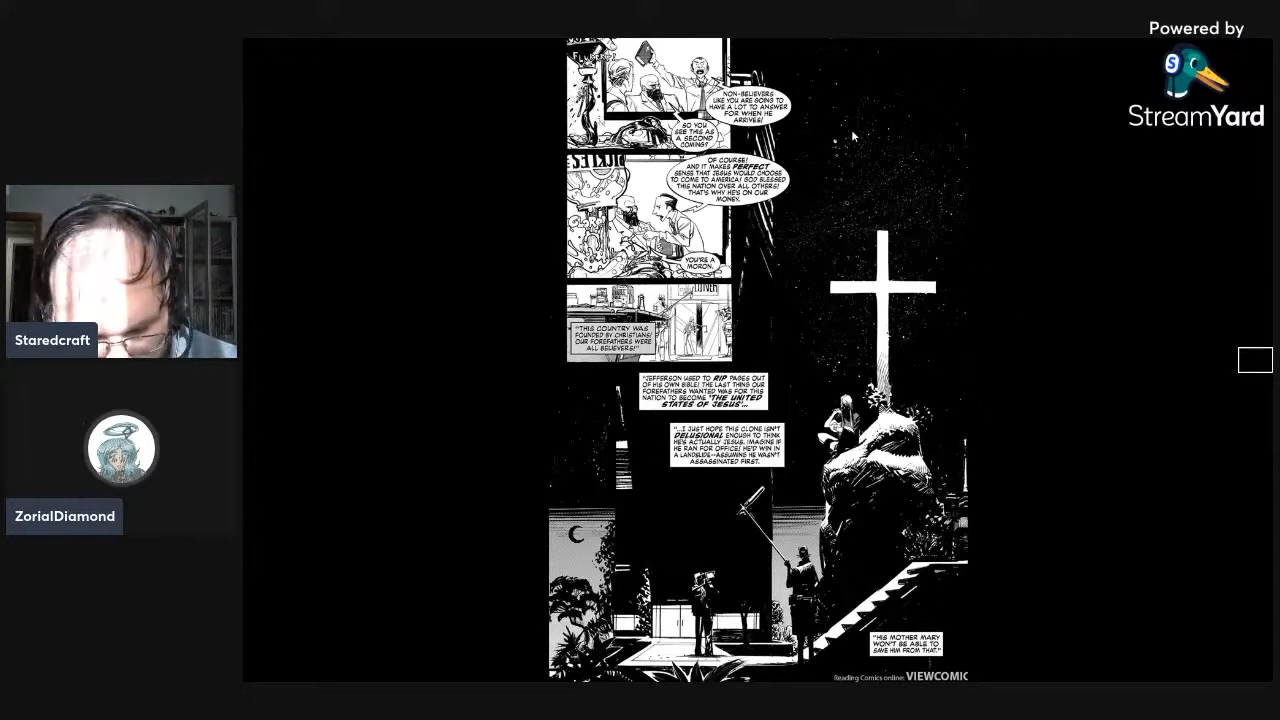 Powered by
StreamYard
NON-BELIEVERS
LIKE YOU ARE GOING TO
HAVE A LOT TO ANSWER
FOR WHEN HE
ARRIVES!
SO YOU
SEE THIS AS
A SECOND
COMING?
PICKLES
OF COURSE!
AND IT MAKES PERFECT
SENSE THAT JESUS WOULD CHOOSE
TO COME TO AMERICA! GOD BLESSED
THIS NATION OVER ALL OTHERS!
THAT'S WHY HE'S ON OUR
MONEY.
YOU'RE A
MORON.
"THIS COUNTRY WAS
FOUNDED BY CHRISTIANS!
OUR FOREFATHERS WERE
ALL BELIEVERS!"
"JEFFERSON USED TO RIP PAGES OUT
OF HIS OWN BIBLE! THE LAST THING OUR
FOREFATHERS WANTED WAS FOR THIS
NATION TO BECOME 'THE UNITED
STATES OF JESUS'...
"...I JUST HOPE THIS CLONE ISN'T
DELUSIONAL ENOUGH TO THINK
HE'S ACTUALLY JESUS. IMAGINE IF
HE RAN FOR OFFICE! HE'D WIN IN
A LANDSLIDE--ASSUMING HE WASN'T
ASSASSINATED FIRST.
"HIS MOTHER MARY
WON'T BE ABLE TO
SAVE HIM FROM THAT."
Reading Comics online: VIEWCOMIC
Staredcraft
ZorialDiamond